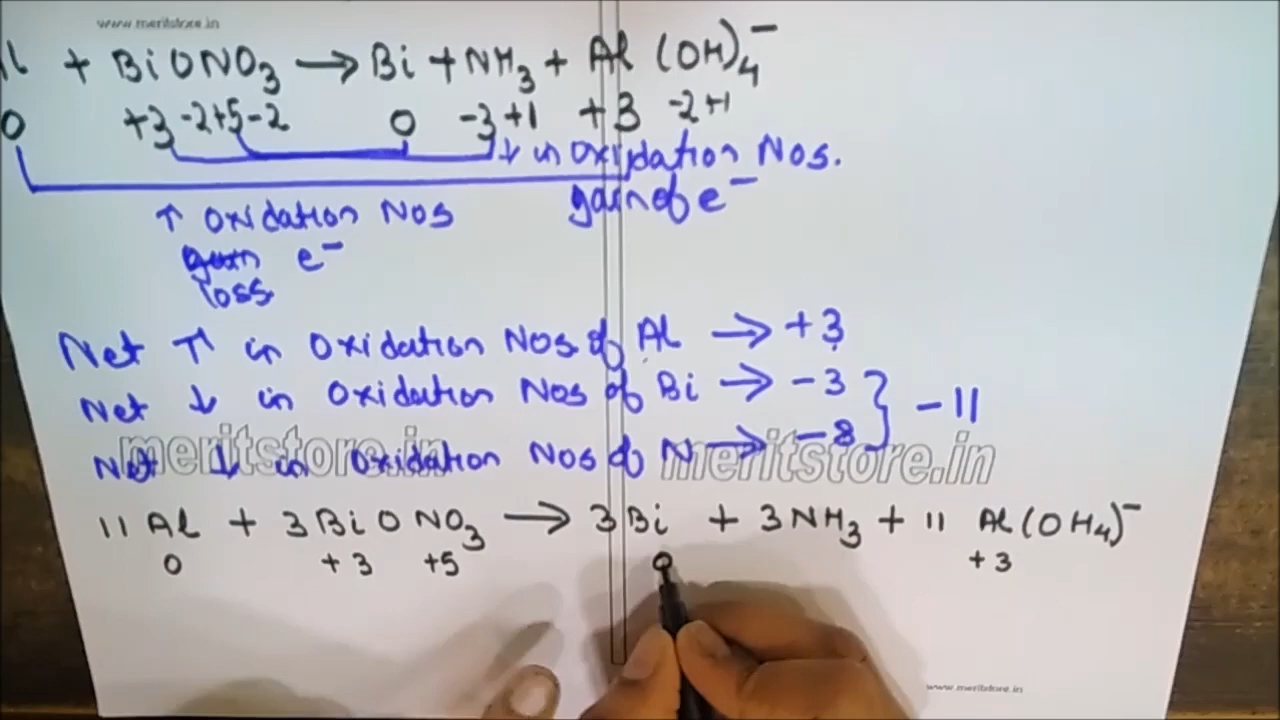 www.meritstore.in
Al + BiONO3 → Bi + NH3 + Al (OH)4⁻
0 +3 -2+5-2 0 -3+1 +3 -2+1
↓ in Oxidation Nos.
gain of e⁻
↑ Oxidation Nos
gain e⁻
loss
Net ↑ in Oxidation Nos of Al → +3
Net ↓ in Oxidation Nos of Bi → -3 } -11
Net ↓ in Oxidation Nos of N → -8
meritstore.in meritstore.in
11 Al + 3 BiONO3 → 3 Bi + 3 NH3 + 11 Al(OH4)⁻
0 +3 +5 0 +3
www.meritstore.in